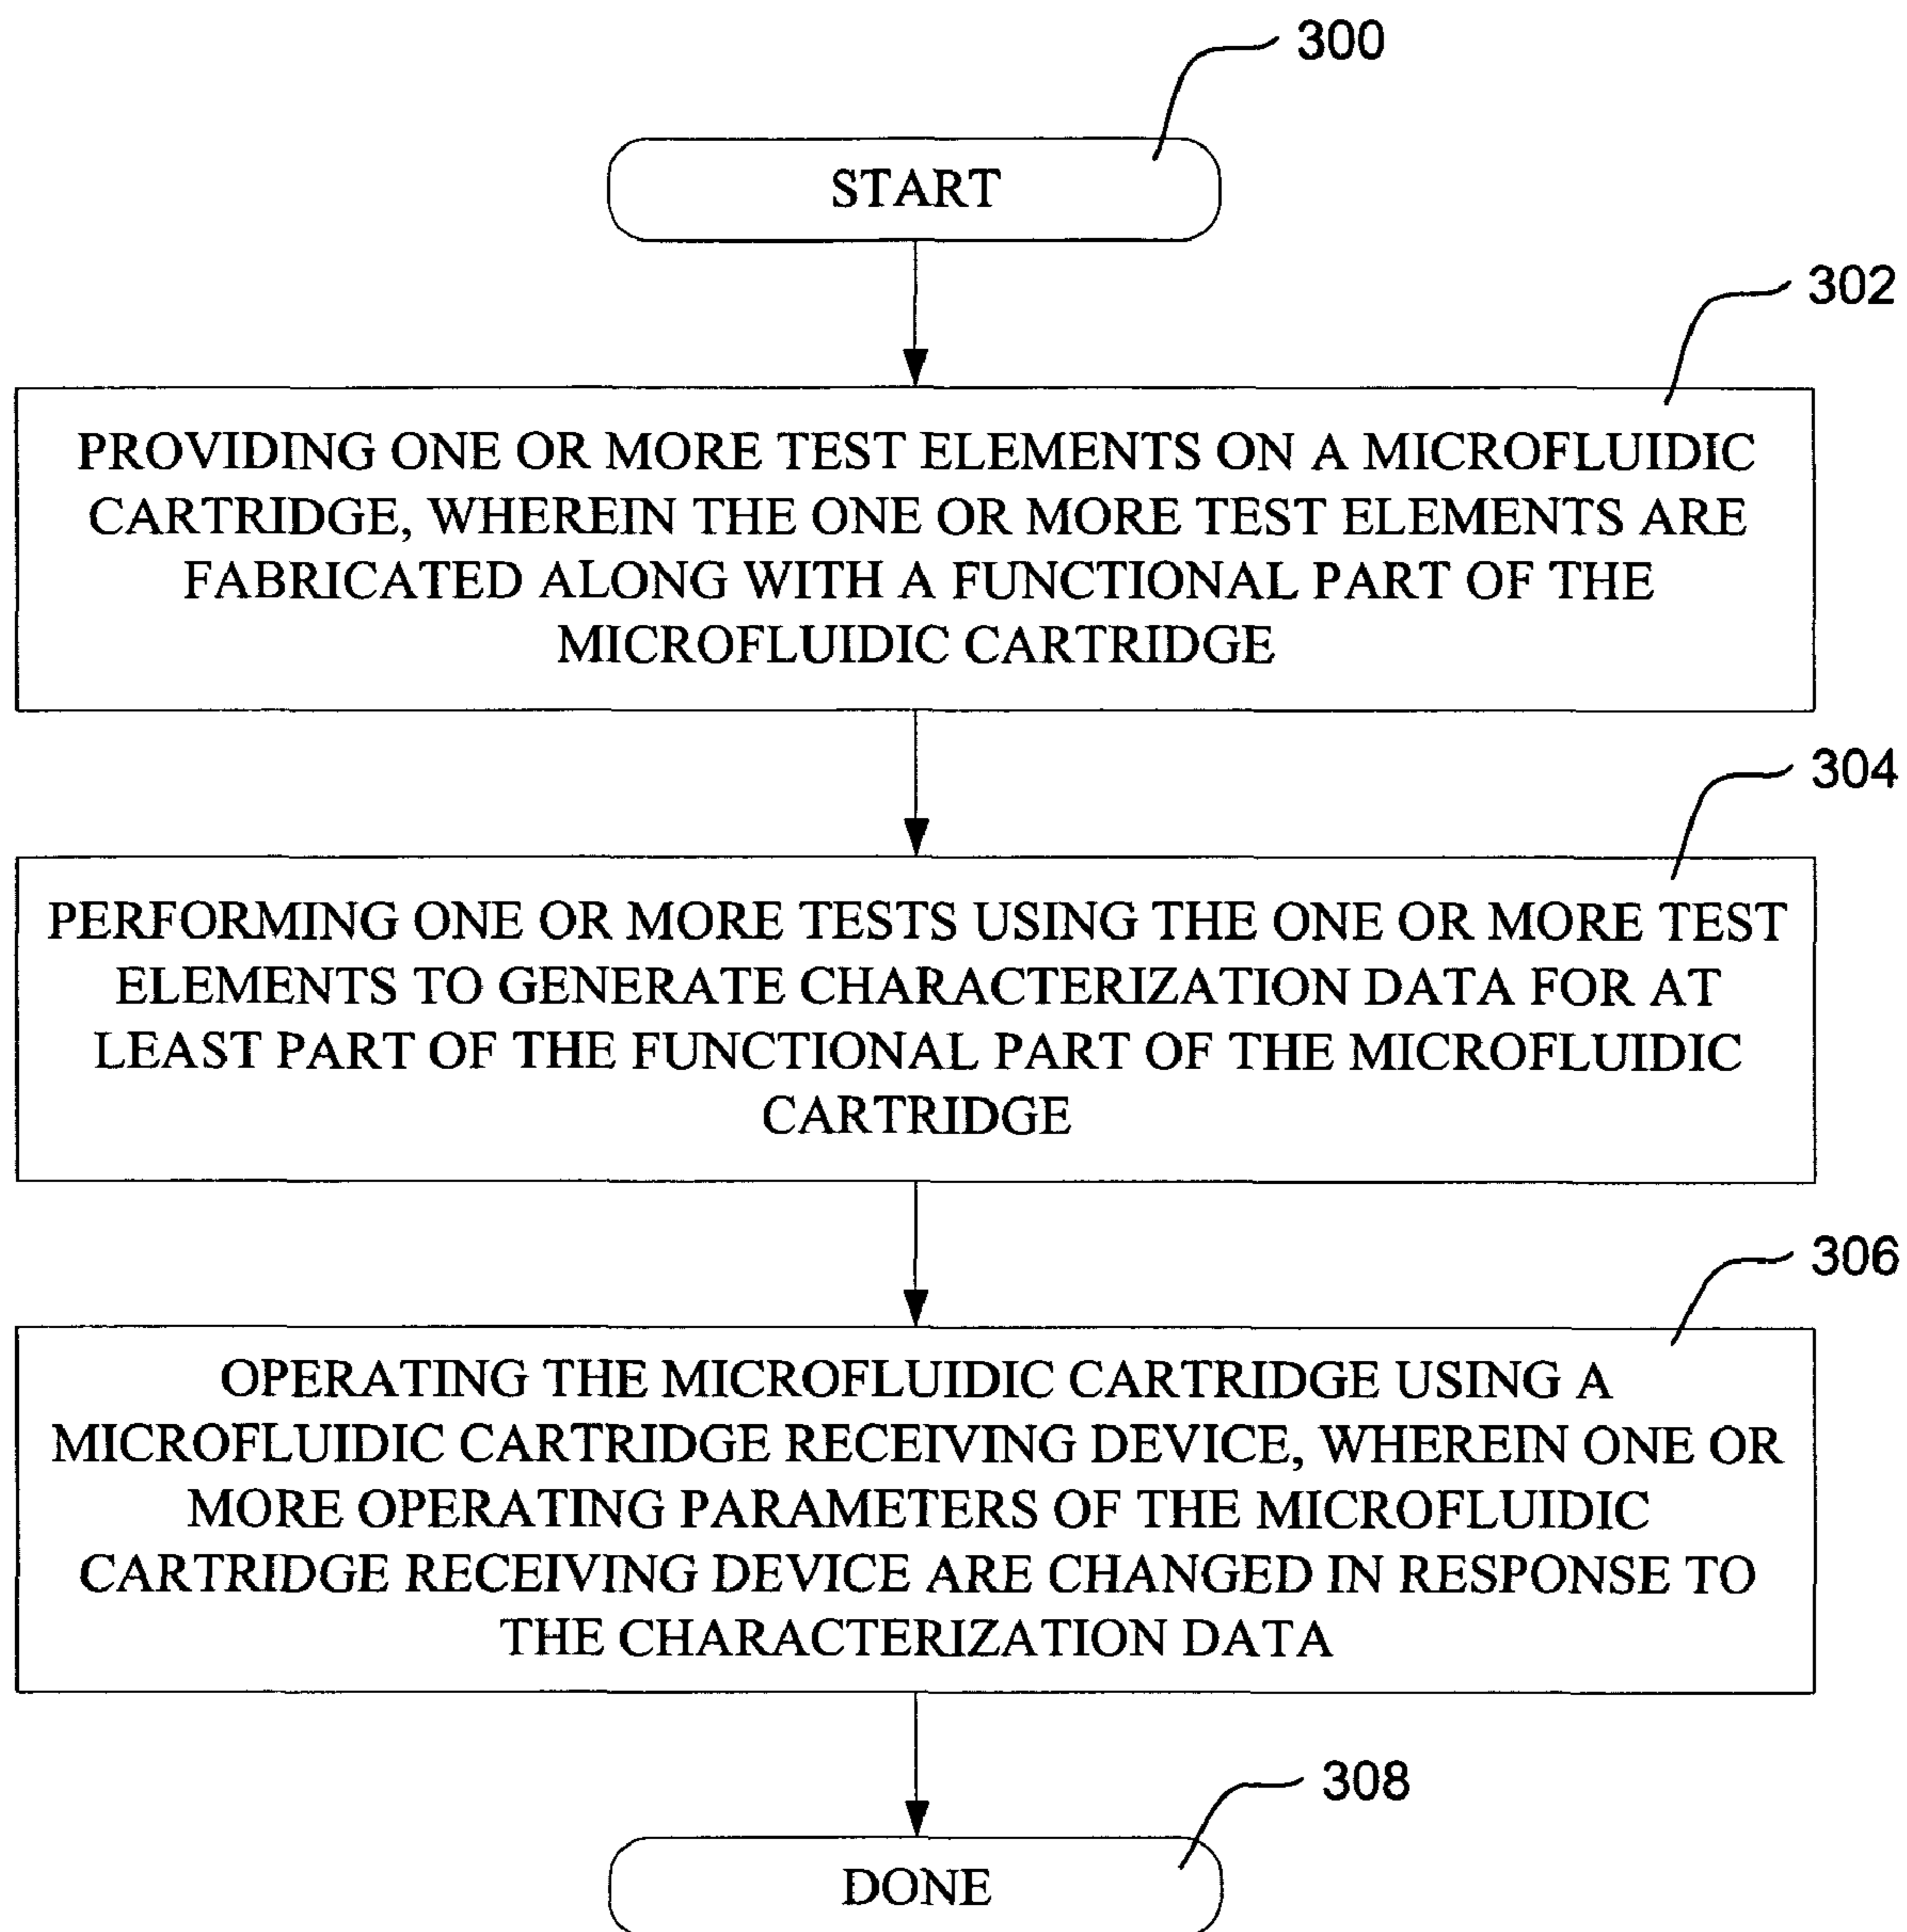 300
START
302
PROVIDING ONE OR MORE TEST ELEMENTS ON A MICROFLUIDIC
CARTRIDGE, WHEREIN THE ONE OR MORE TEST ELEMENTS ARE
FABRICATED ALONG WITH A FUNCTIONAL PART OF THE
MICROFLUIDIC CARTRIDGE
304
PERFORMING ONE OR MORE TESTS USING THE ONE OR MORE TEST
ELEMENTS TO GENERATE CHARACTERIZATION DATA FOR AT
LEAST PART OF THE FUNCTIONAL PART OF THE MICROFLUIDIC
CARTRIDGE
306
OPERATING THE MICROFLUIDIC CARTRIDGE USING A
MICROFLUIDIC CARTRIDGE RECEIVING DEVICE, WHEREIN ONE OR
MORE OPERATING PARAMETERS OF THE MICROFLUIDIC
CARTRIDGE RECEIVING DEVICE ARE CHANGED IN RESPONSE TO
THE CHARACTERIZATION DATA
308
DONE